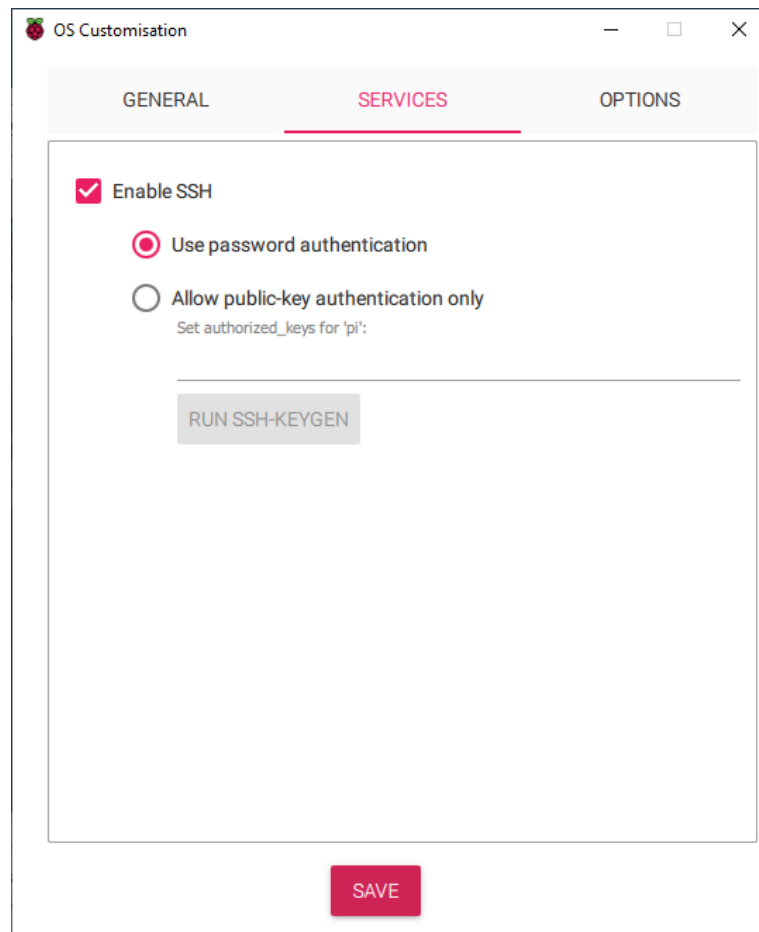 OS Customisation
GENERAL SERVICES OPTIONS
Enable SSH
Use password authentication
Allow public-key authentication only
Set authorized_keys for 'pi':
RUN SSH-KEYGEN
SAVE